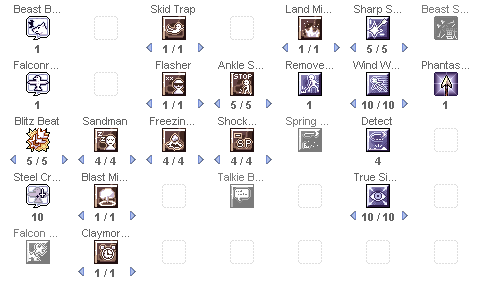 Beast B... Skid Trap Land Mi... Sharp S... Beast S...
1 1 / 1 1 / 1 5 / 5
Falconr... Flasher Ankle S... Remove... Wind W... Phantas...
1 1 / 1 5 / 5 1 10 / 10 1
Blitz Beat Sandman Freezin... Shock... Spring ... Detect
5 / 5 4 / 4 4 / 4 4 / 4 4
Steel Cr... Blast Mi... Talkie B... True Si...
10 1 / 1 10 / 10
Falcon ... Claymor...
1 / 1